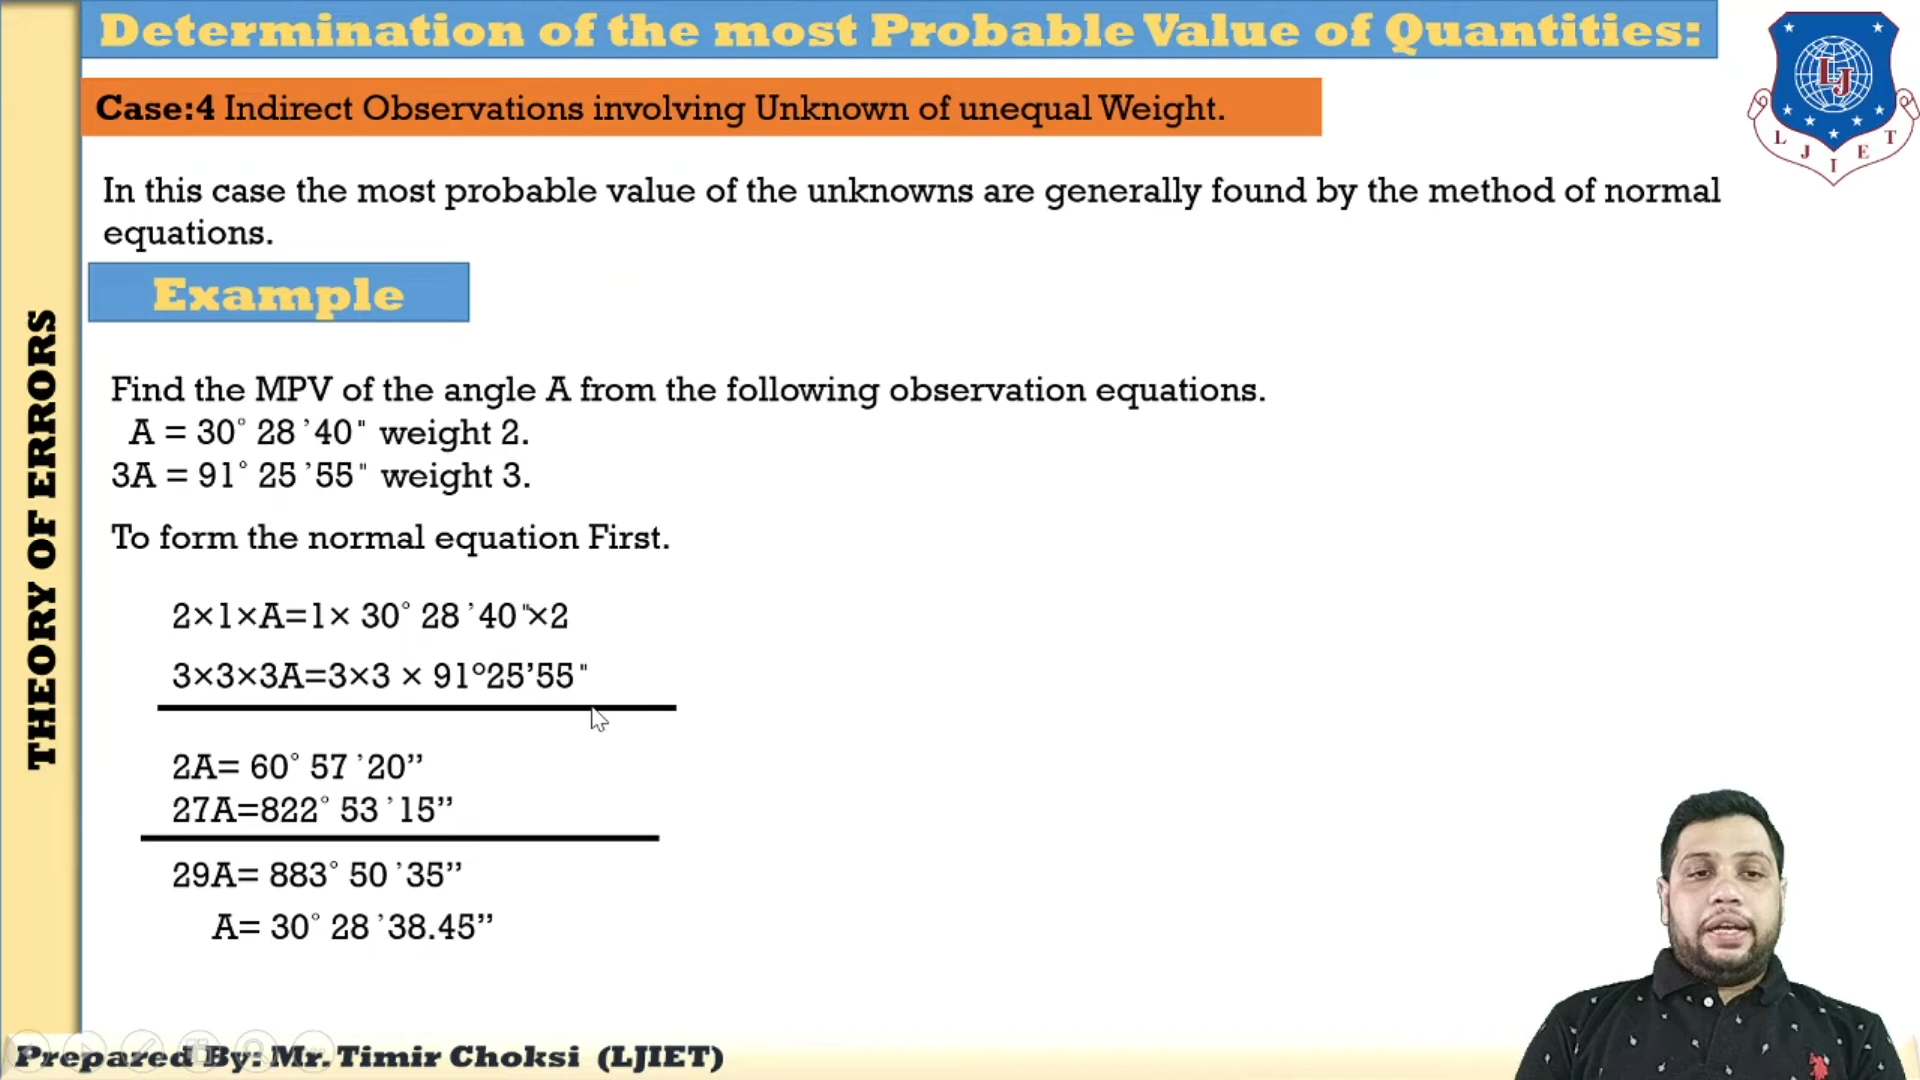 Determination of the most Probable Value of Quantities:
Case:4 Indirect Observations involving Unknown of unequal Weight.
In this case the most probable value of the unknowns are generally found by the method of normal
equations.
Example
Find the MPV of the angle A from the following observation equations.
A = 30° 28 ’40" weight 2.
3A = 91° 25 ’55" weight 3.
To form the normal equation First.
2×1×A=1× 30° 28 ’40"×2
3×3×3A=3×3 × 91°25’55"
2A= 60° 57 ’20”
27A=822° 53 ’15”
29A= 883° 50 ’35”
A= 30° 28 ’38.45”
THEORY OF ERRORS
Prepared By: Mr. Timir Choksi (LJIET)
LJ
L J I E T